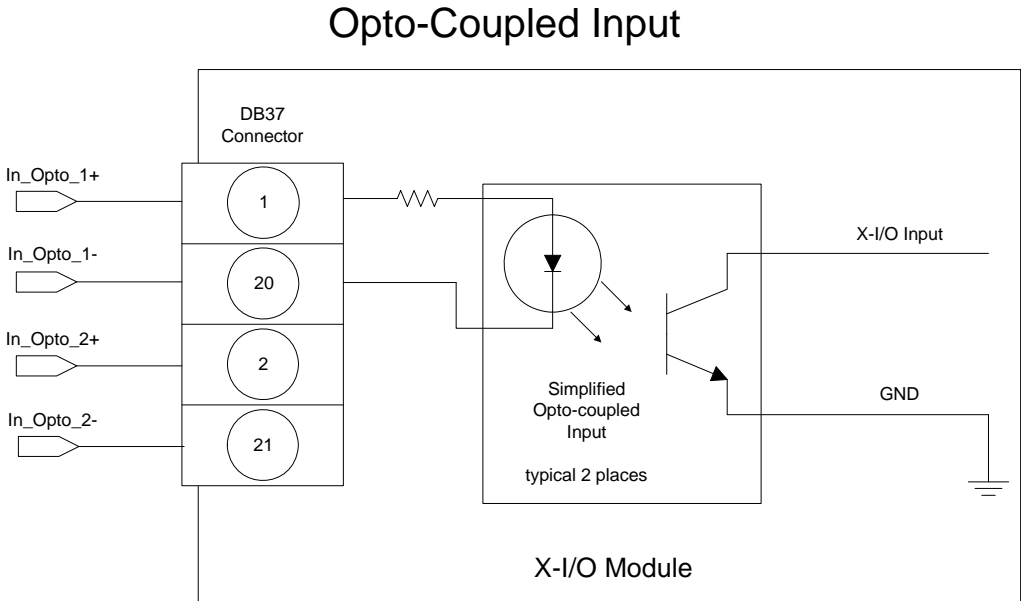 Opto-Coupled Input
DB37
Connector
In_Opto_1+
1
In_Opto_1-
20
In_Opto_2+
2
In_Opto_2-
21
X-I/O Input
GND
Simplified
Opto-coupled
Input
typical 2 places
X-I/O Module